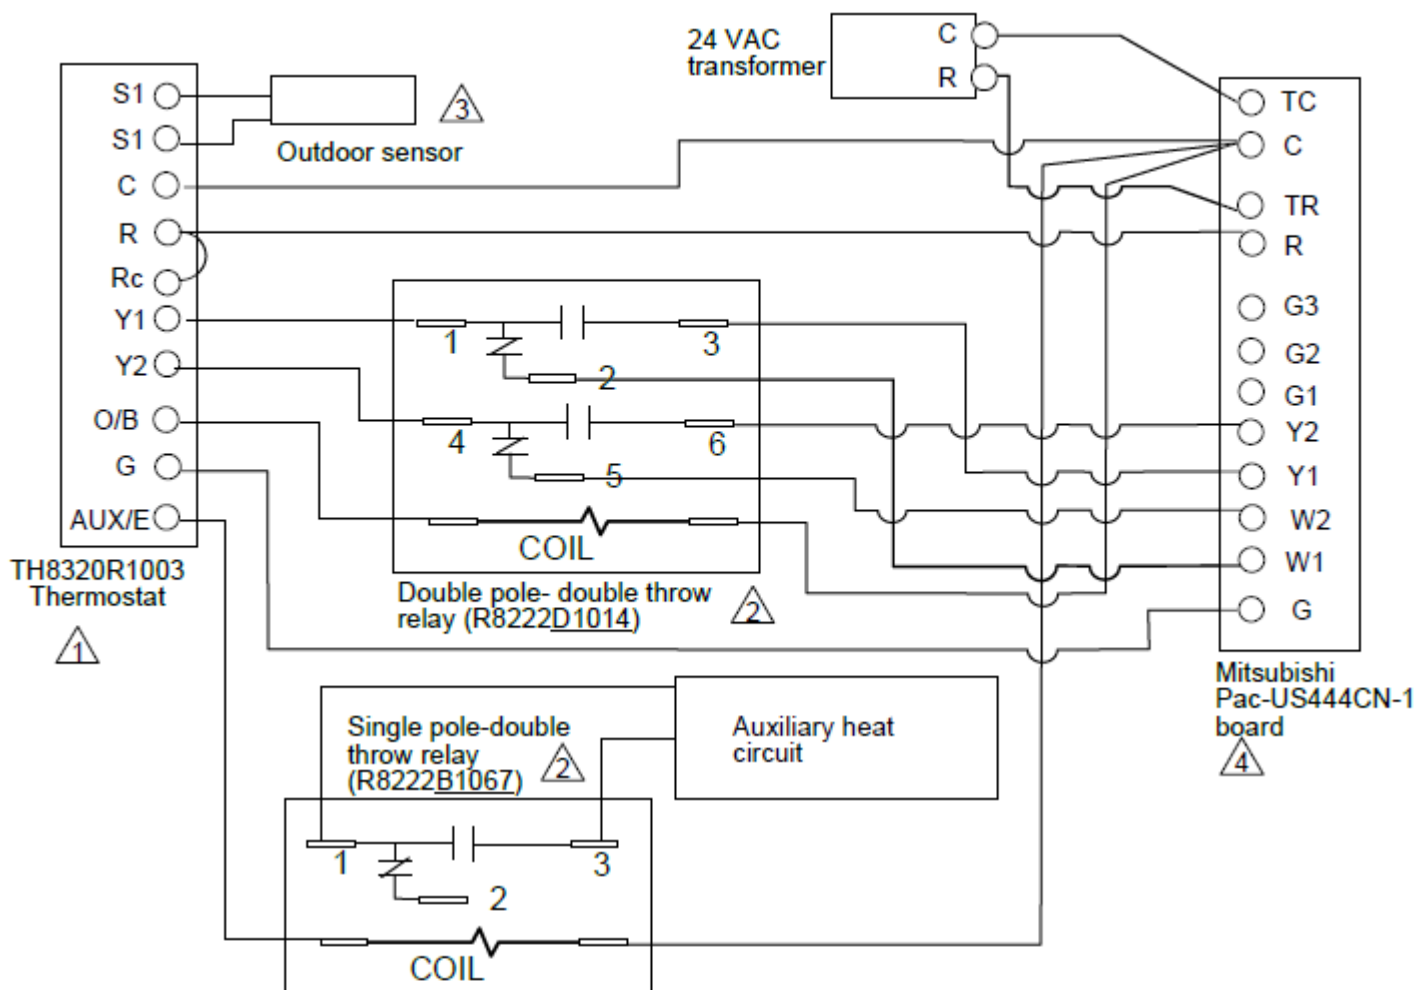 24 VAC
transformer
C
R
S1
S1
C
R
Rc
Y1
Y2
O/B
G
AUX/E
TH8320R1003
Thermostat
1
Outdoor sensor
3
1
3
2
4
6
5
COIL
Double pole- double throw
relay (R8222D1014)
2
TC
C
TR
R
G3
G2
G1
Y2
Y1
W2
W1
G
Mitsubishi
Pac-US444CN-1
board
4
Single pole-double
throw relay
(R8222B1067)
2
Auxiliary heat
circuit
1
3
2
COIL